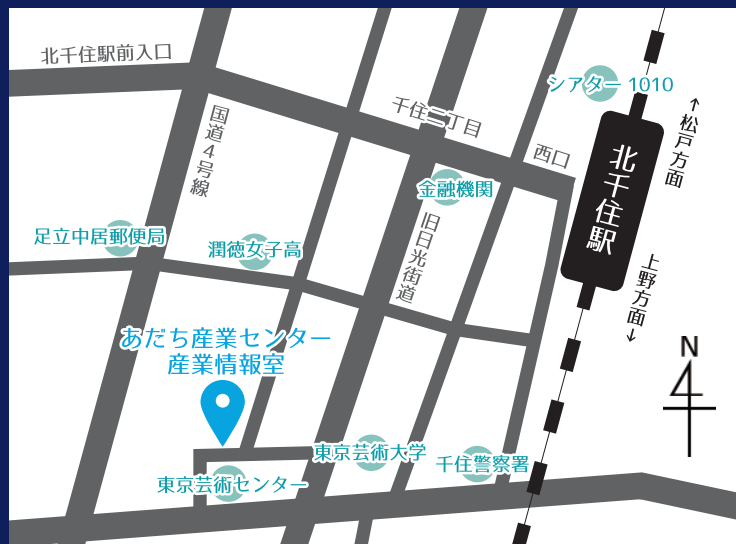 北千住駅前入口
シアター1010
↑松戸方面
国道4号線
千住二丁目
西口
北千住駅
金融機関
足立中居郵便局
潤徳女子高
旧日光街道
上野方面↓
あだち産業センター
産業情報室
N
東京芸術大学
千住警察署
東京芸術センター